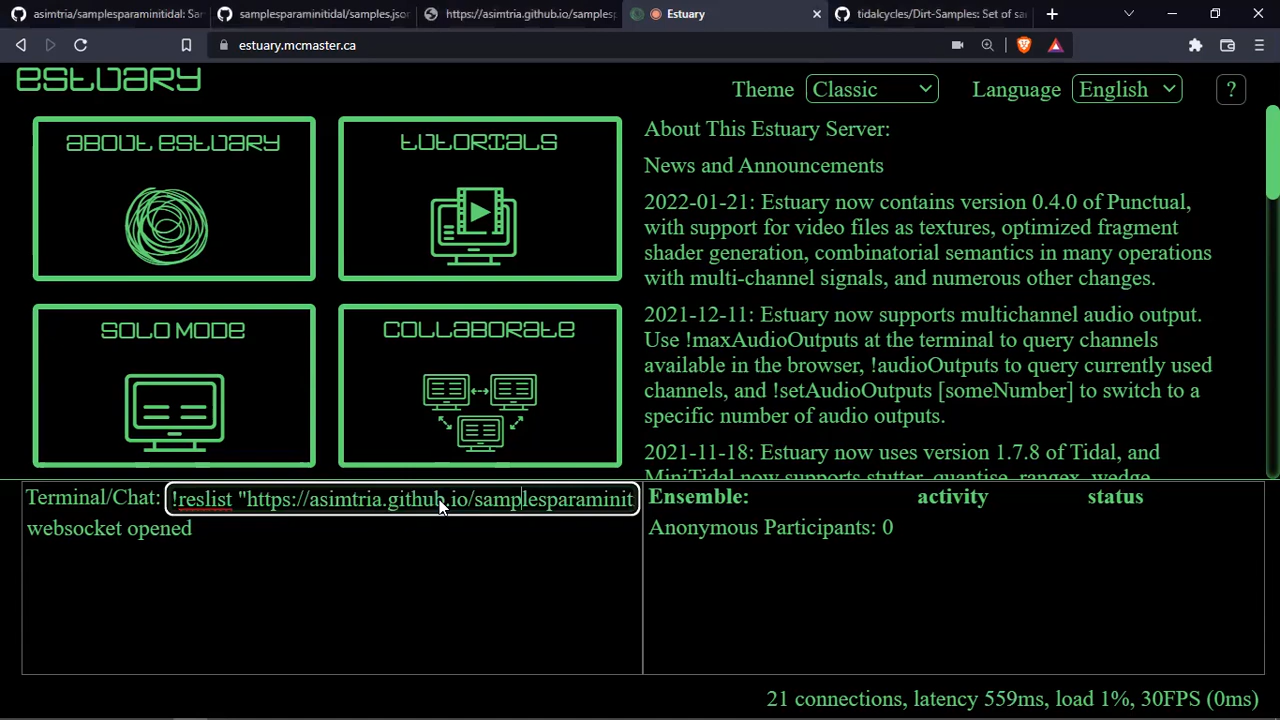 asimtria/samplesparaminitidal: Sa
samplesparaminitidal/samples.jso
https://asimtria.github.io/samples
Estuary
tidalcycles/Dirt-Samples: Set of sa
estuary.mcmaster.ca
Estuary
Theme Classic Language English ?
About Estuary
Tutorials
Solo Mode
Collaborate
About This Estuary Server:
News and Announcements
2022-01-21: Estuary now contains version 0.4.0 of Punctual,
with support for video files as textures, optimized fragment
shader generation, combinatorial semantics in many operations
with multi-channel signals, and numerous other changes.
2021-12-11: Estuary now supports multichannel audio output.
Use !maxAudioOutputs at the terminal to query channels
available in the browser, !audioOutputs to query currently used
channels, and !setAudioOutputs [someNumber] to switch to a
specific number of audio outputs.
2021-11-18: Estuary now uses version 1.7.8 of Tidal, and
MiniTidal now supports stutter, quantise, rangex, wedge
Terminal/Chat: !reslist "https://asimtria.github.io/samplesparaminit
websocket opened
Ensemble: activity status
Anonymous Participants: 0
21 connections, latency 559ms, load 1%, 30FPS (0ms)